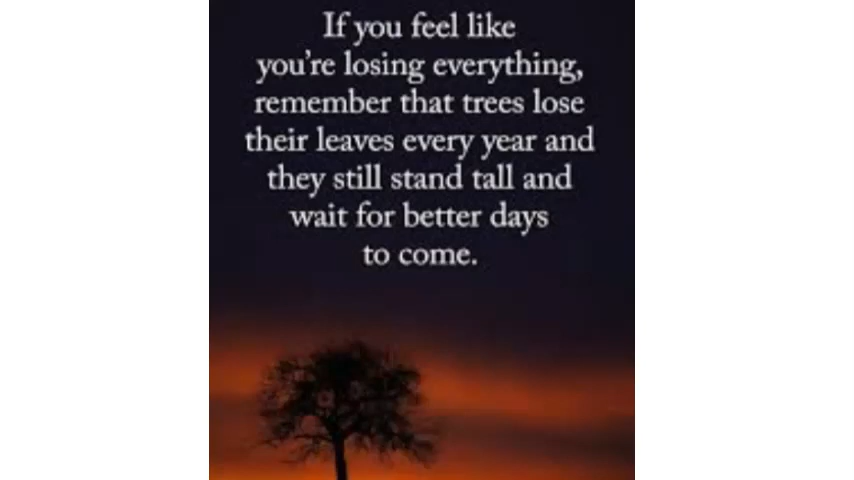 If you feel like
you're losing everything,
remember that trees lose
their leaves every year and
they still stand tall and
wait for better days
to come.